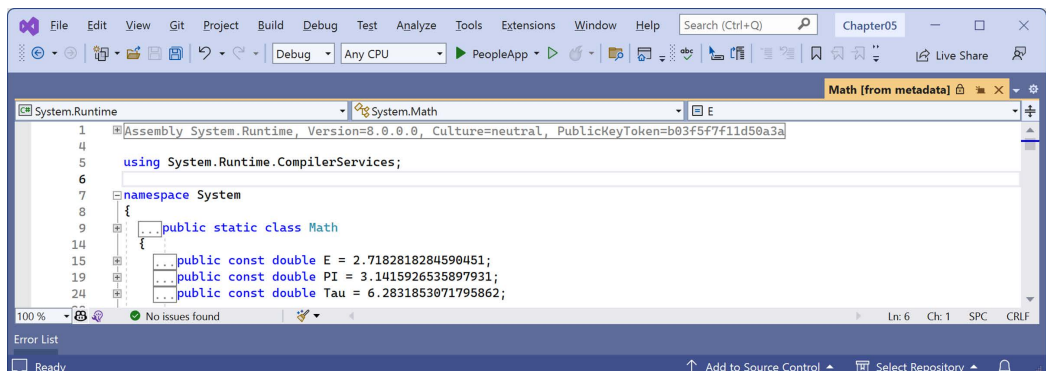 File Edit View Git Project Build Debug Test Analyze Tools Extensions Window Help Search (Ctrl+Q) Chapter05
Debug Any CPU PeopleApp Live Share
Math [from metadata]
System.Runtime System.Math E
1 Assembly System.Runtime, Version=8.0.0.0, Culture=neutral, PublicKeyToken=b03f5f7f11d50a3a
4
5 using System.Runtime.CompilerServices;
6
7 namespace System
8 {
9 ...public static class Math
14 {
15 ...public const double E = 2.7182818284590451;
19 ...public const double PI = 3.1415926535897931;
24 ...public const double Tau = 6.2831853071795862;
100 % No issues found Ln: 6 Ch: 1 SPC CRLF
Error List
Ready Add to Source Control Select Repository